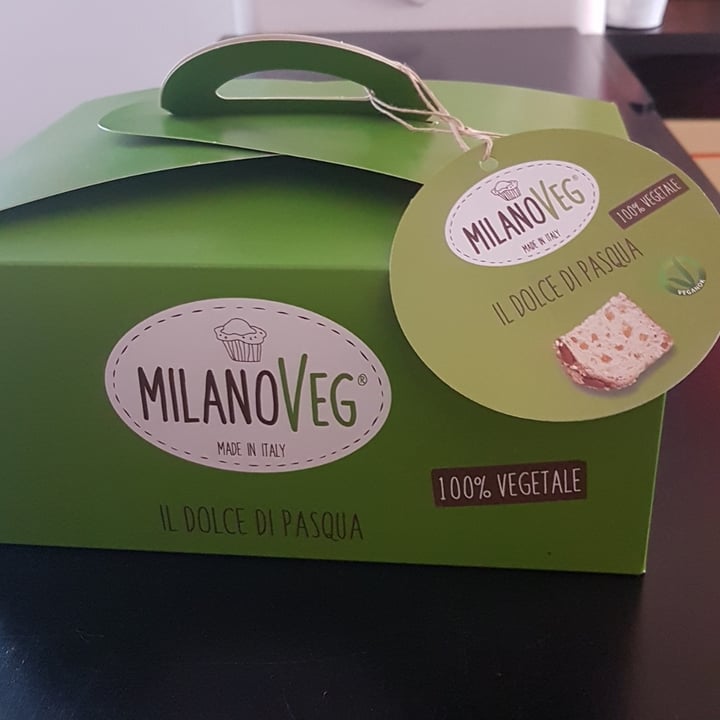 MILANOVEG®
MADE IN ITALY
100% VEGETALE
IL DOLCE DI PASQUA
VEGANOK
MILANOVEG®
MADE IN ITALY
100% VEGETALE
IL DOLCE DI PASQUA